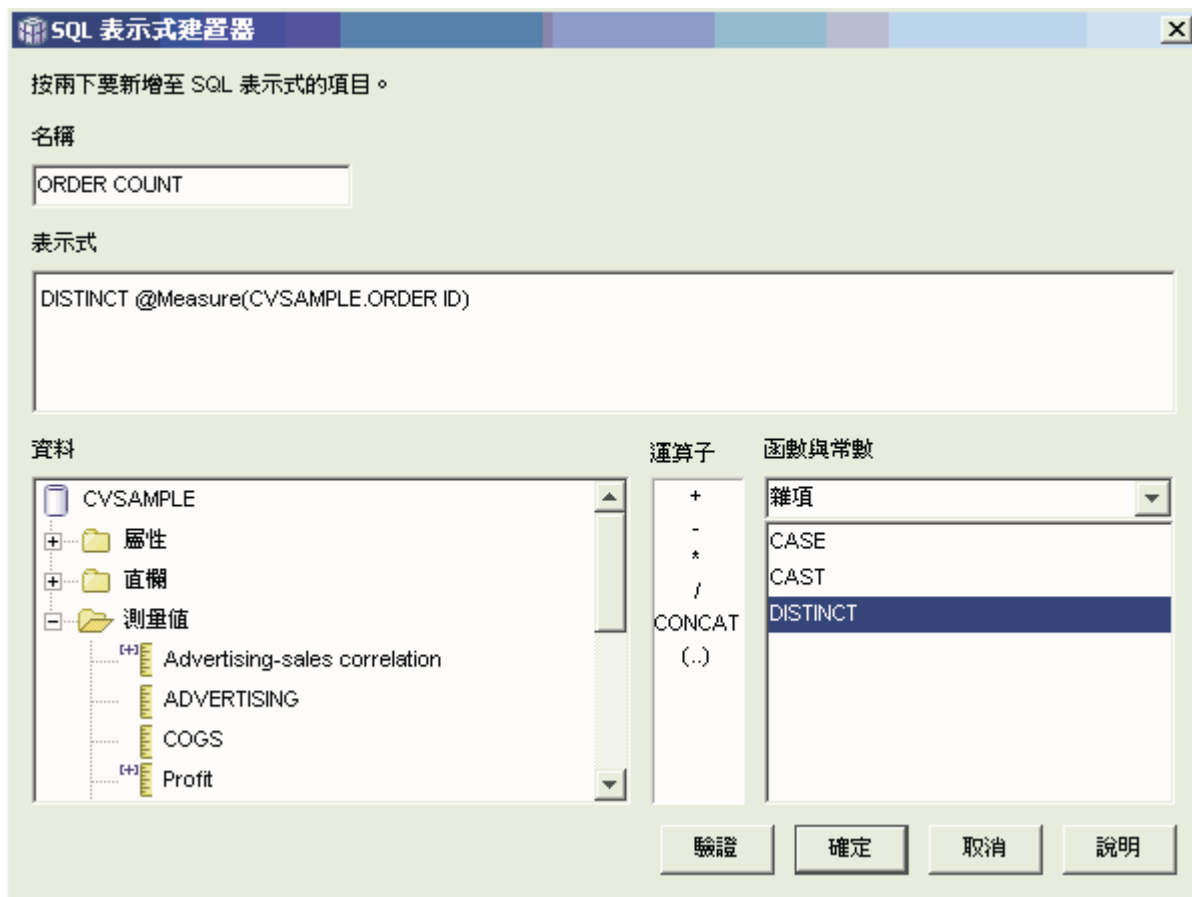 SQL 表示式建置器
按兩下要新增至 SQL 表示式的項目。
名稱
ORDER COUNT
表示式
DISTINCT @Measure(CVSAMPLE.ORDER ID)
資料
CVSAMPLE
屬性
直欄
測量值
Advertising-sales correlation
ADVERTISING
COGS
Profit
運算子
+
-
*
/
CONCAT
(..)
函數與常數
雜項
CASE
CAST
DISTINCT
驗證
確定
取消
說明